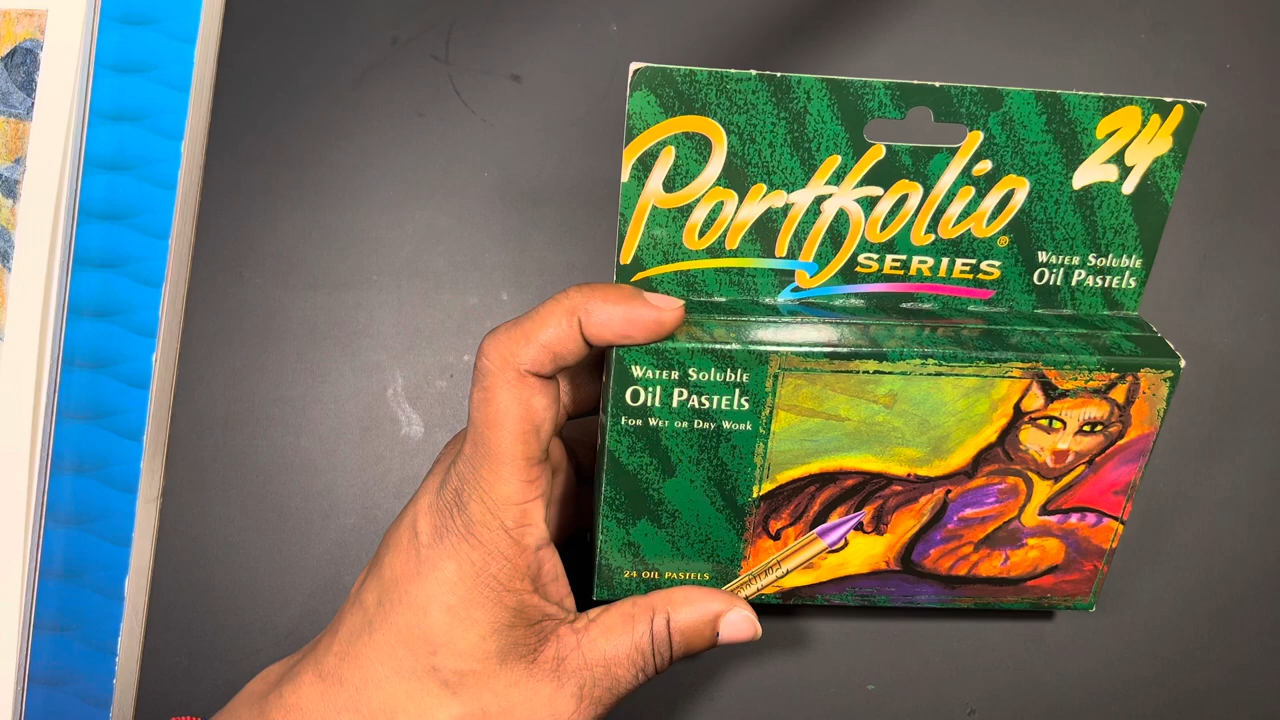 24
Portfolio®
SERIES
Water Soluble
Oil Pastels
Water Soluble
Oil Pastels
For Wet or Dry Work
24 OIL PASTELS
Portfolio